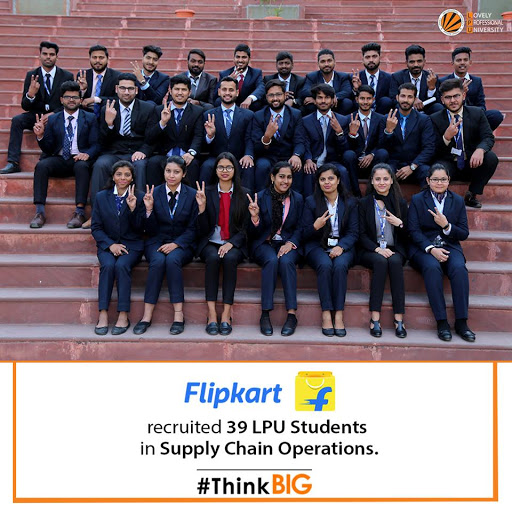 LOVELY
PROFESSIONAL
UNIVERSITY
Flipkart
recruited 39 LPU Students
in Supply Chain Operations.
#ThinkBIG